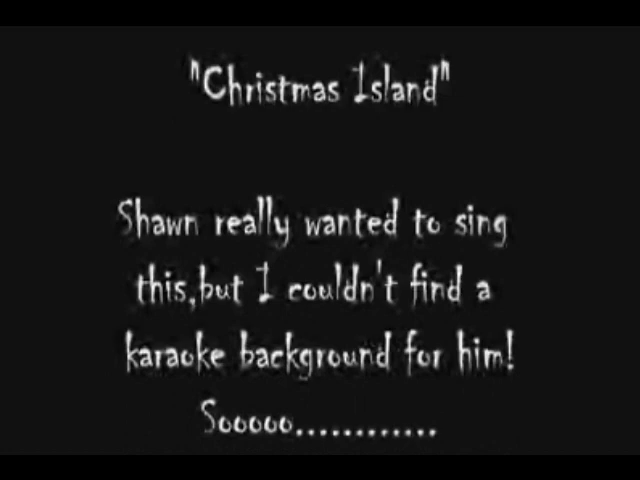 "Christmas Island"
Shawn really wanted to sing
this,but I couldn't find a
karaoke background for him!
Sooooo............